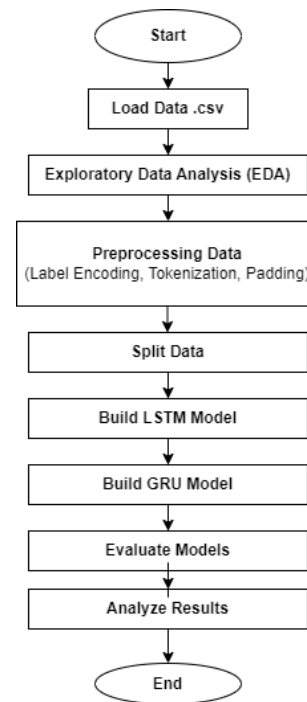 Start
Load Data .csv
Exploratory Data Analysis (EDA)
Preprocessing Data
(Label Encoding, Tokenization, Padding)
Split Data
Build LSTM Model
Build GRU Model
Evaluate Models
Analyze Results
End